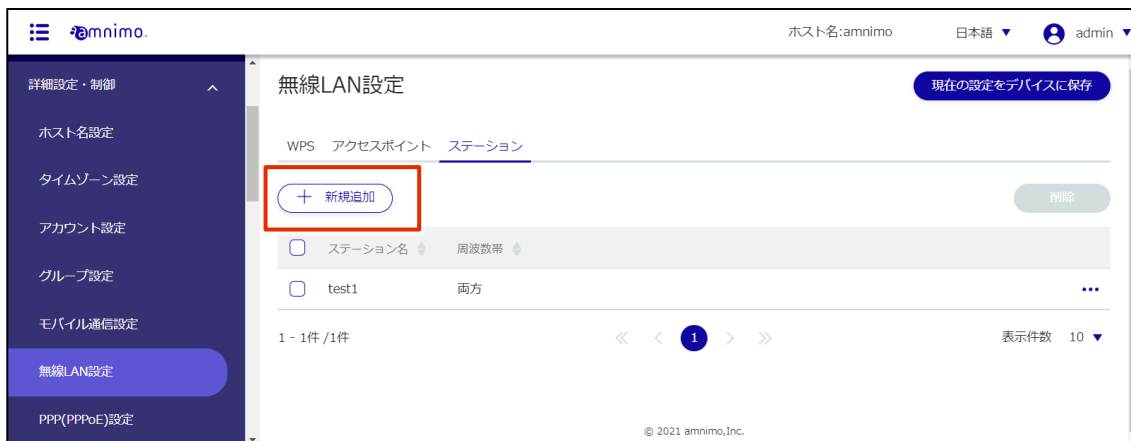 amnimo.
ホスト名:amnimo
日本語 ▼
admin ▼
詳細設定・制御
ホスト名設定
タイムゾーン設定
アカウント設定
グループ設定
モバイル通信設定
無線LAN設定
PPP(PPPoE)設定
無線LAN設定
現在の設定をデバイスに保存
WPS アクセスポイント ステーション
+ 新規追加
削除
ステーション名 周波数帯
test1 両方 •••
1 - 1件 /1件 ≪ < 1 > ≫ 表示件数 10 ▼
© 2021 amnimo,Inc.